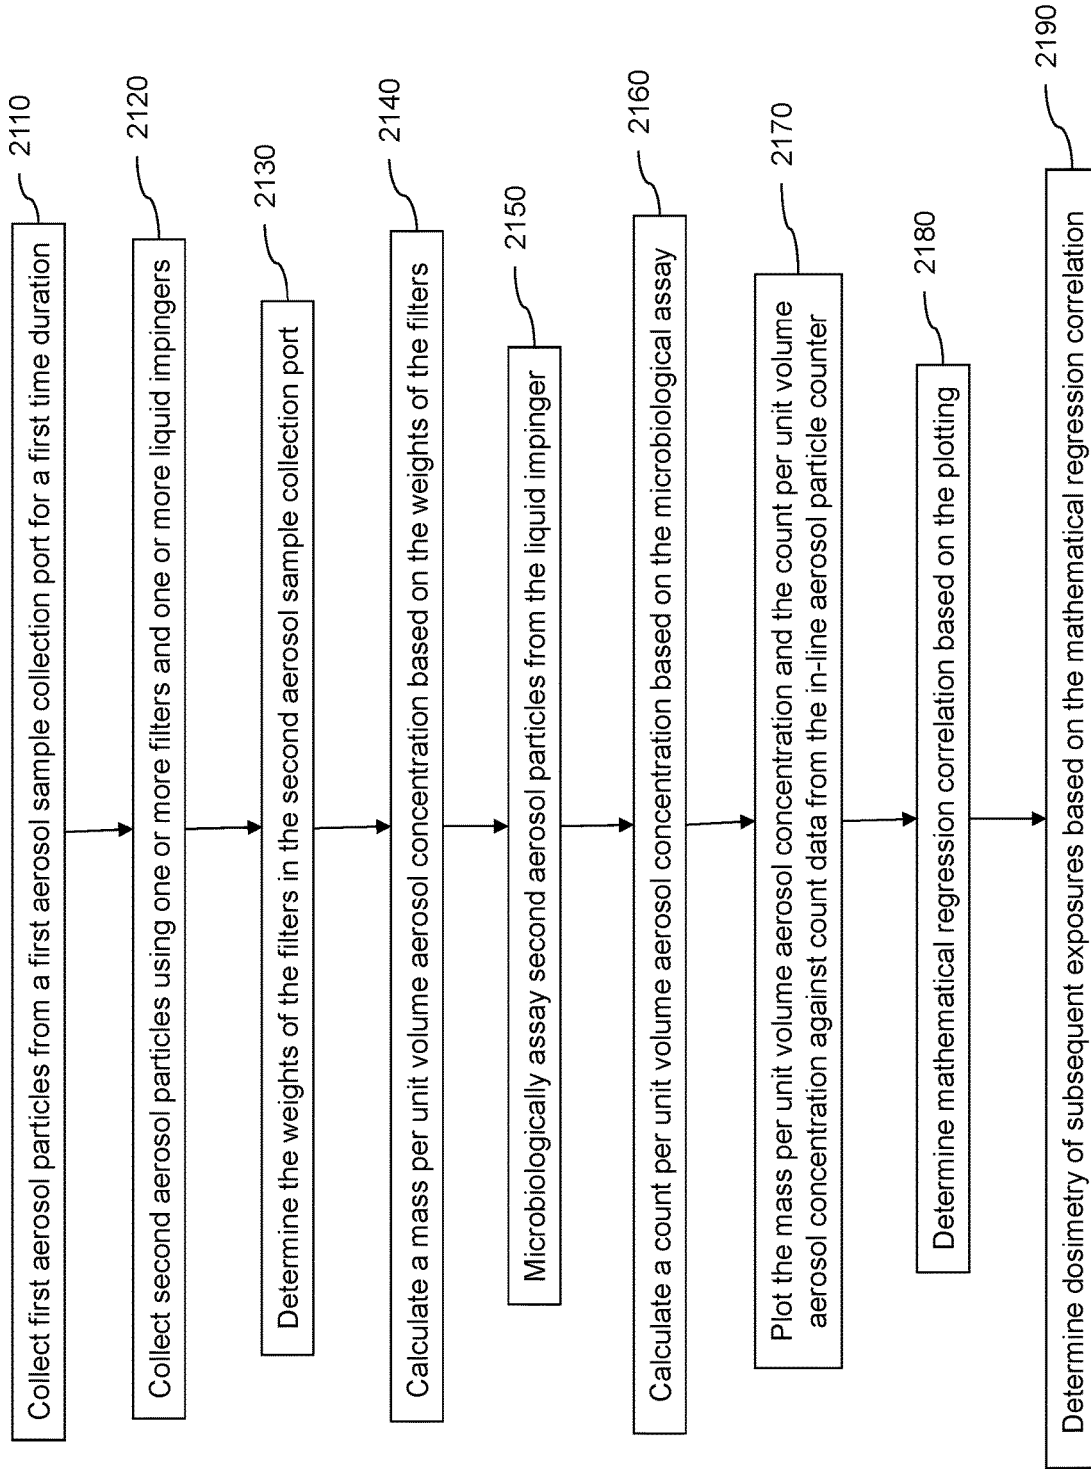 Collect first aerosol particles from a first aerosol sample collection port for a first time duration
2110
Collect second aerosol particles using one or more filters and one or more liquid impingers
2120
Determine the weights of the filters in the second aerosol sample collection port
2130
Calculate a mass per unit volume aerosol concentration based on the weights of the filters
2140
Microbiologically assay second aerosol particles from the liquid impinger
2150
Calculate a count per unit volume aerosol concentration based on the microbiological assay
2160
Plot the mass per unit volume aerosol concentration and the count per unit volume
aerosol concentration against count data from the in-line aerosol particle counter
2170
Determine mathematical regression correlation based on the plotting
2180
Determine dosimetry of subsequent exposures based on the mathematical regression correlation
2190